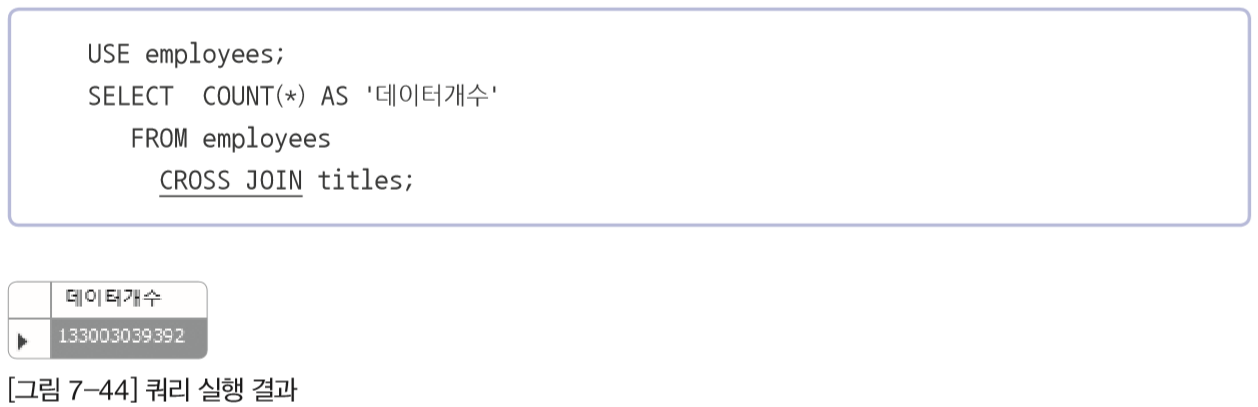 USE employees;
SELECT  COUNT(*) AS '데이터개수'
FROM employees
CROSS JOIN titles;
데이터개수
133003039392
[그림 7-44] 쿼리 실행 결과